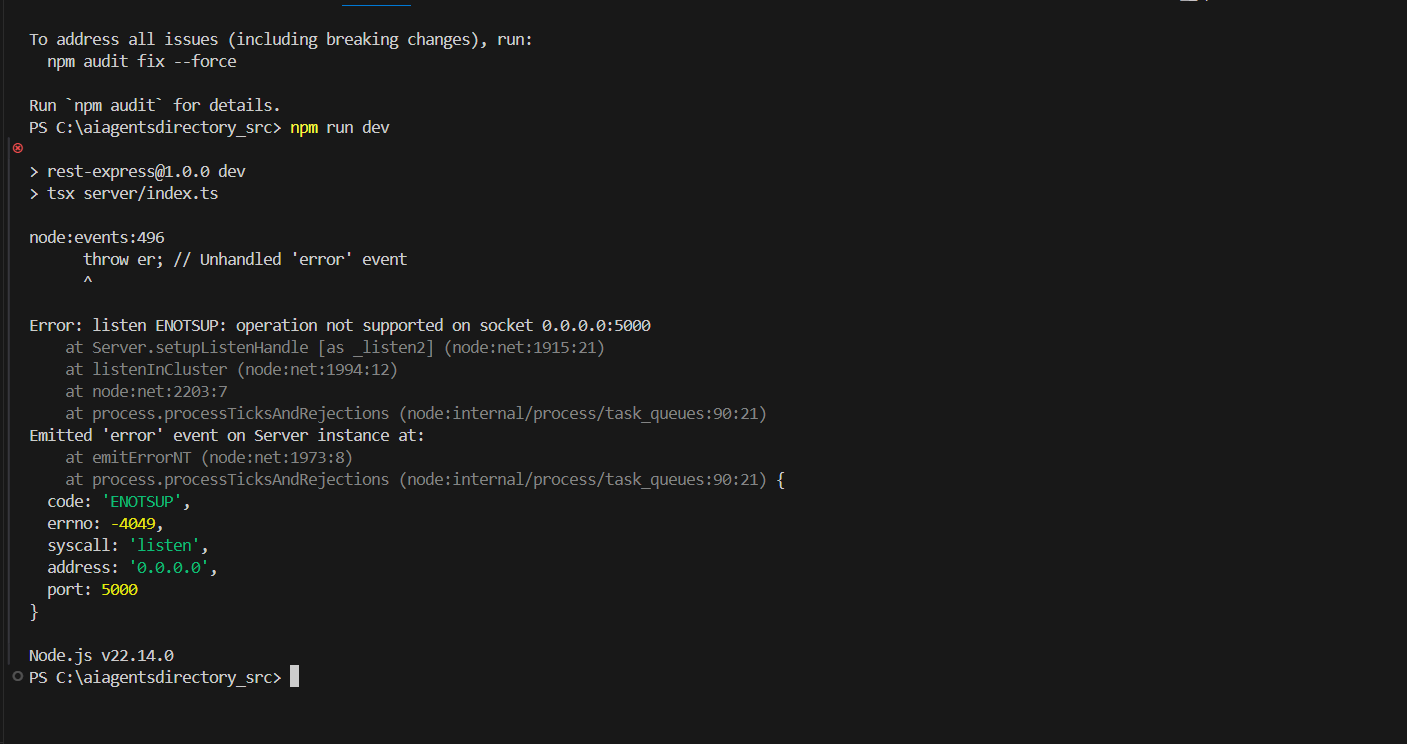 To address all issues (including breaking changes), run:
  npm audit fix --force

Run `npm audit` for details.
PS C:\aiagentsdirectory_src> npm run dev

> rest-express@1.0.0 dev
> tsx server/index.ts

node:events:496
      throw er; // Unhandled 'error' event
      ^

Error: listen ENOTSUP: operation not supported on socket 0.0.0.0:5000
    at Server.setupListenHandle [as _listen2] (node:net:1915:21)
    at listenInCluster (node:net:1994:12)
    at node:net:2203:7
    at process.processTicksAndRejections (node:internal/process/task_queues:90:21)
Emitted 'error' event on Server instance at:
    at emitErrorNT (node:net:1973:8)
    at process.processTicksAndRejections (node:internal/process/task_queues:90:21) {
  code: 'ENOTSUP',
  errno: -4049,
  syscall: 'listen',
  address: '0.0.0.0',
  port: 5000
}

Node.js v22.14.0
PS C:\aiagentsdirectory_src>